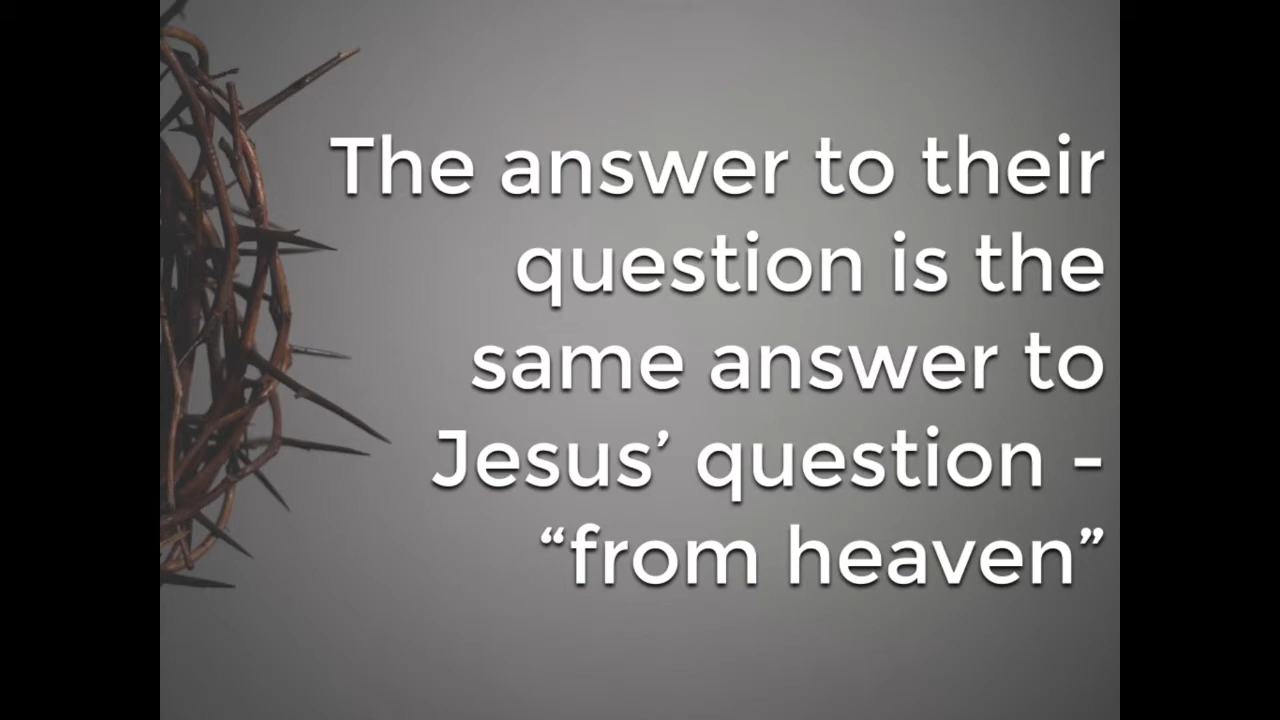 The answer to their
question is the
same answer to
Jesus’ question -
“from heaven”